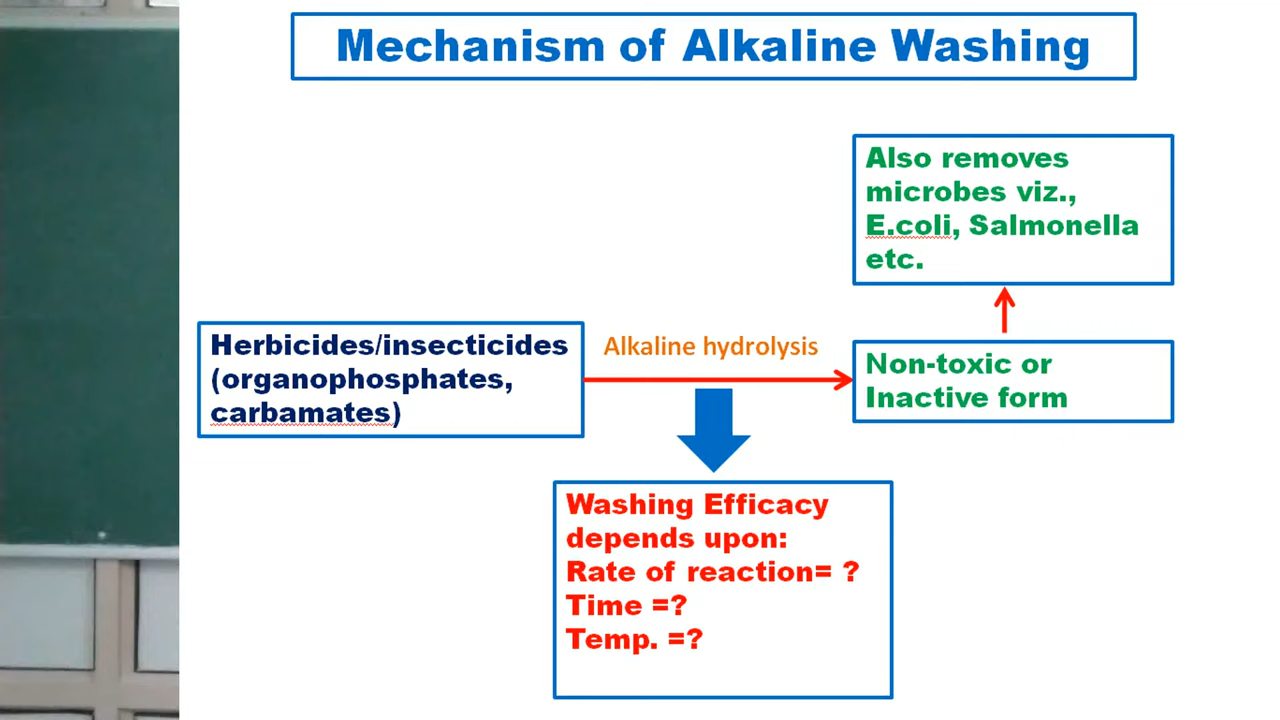 Mechanism of Alkaline Washing
Also removes
microbes viz.,
E.coli, Salmonella
etc.
Herbicides/insecticides
(organophosphates,
carbamates)
Alkaline hydrolysis
Non-toxic or
Inactive form
Washing Efficacy
depends upon:
Rate of reaction= ?
Time =?
Temp. =?